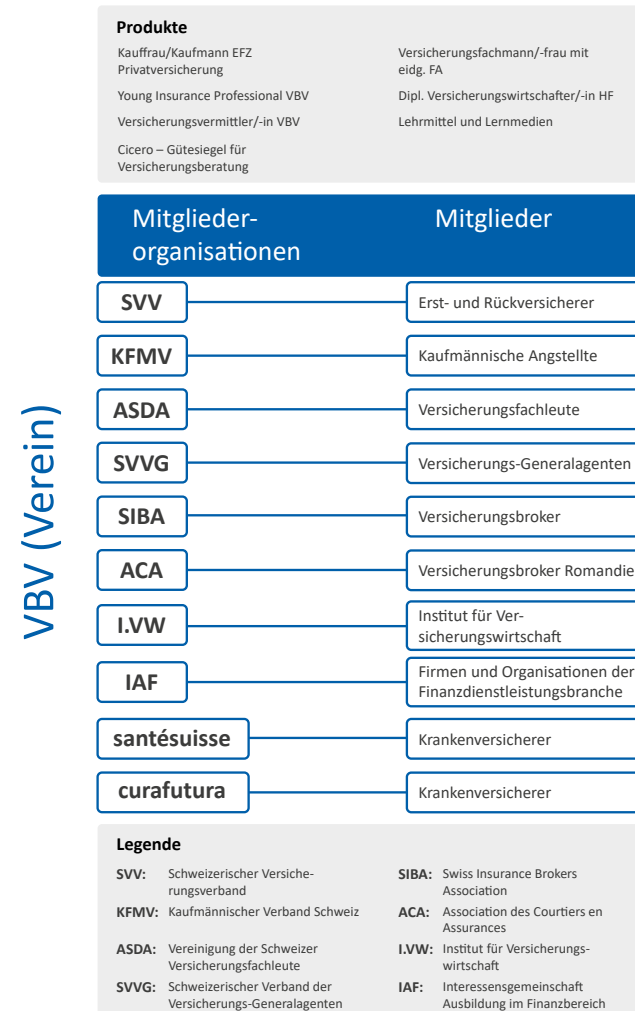 Produkte
Kauffrau/Kaufmann EFZ
Privatversicherung
Young Insurance Professional VBV
Versicherungsvermittler/-in VBV
Cicero – Gütesiegel für
Versicherungsberatung
Versicherungsfachmann/-frau mit
eidg. FA
Dipl. Versicherungswirtschafter/-in HF
Lehrmittel und Lernmedien
VBV (Verein)
Mitglieder-
organisationen
Mitglieder
SVV
Erst- und Rückversicherer
KFMV
Kaufmännische Angstellte
ASDA
Versicherungsfachleute
SVVG
Versicherungs-Generalagenten
SIBA
Versicherungsbroker
ACA
Versicherungsbroker Romandie
I.VW
Institut für Ver-
sicherungswirtschaft
IAF
Firmen und Organisationen der
Finanzdienstleistungsbranche
santésuisse
Krankenversicherer
curafutura
Krankenversicherer
Legende
SVV: Schweizerischer Versiche-
rungsverband
KFMV: Kaufmännischer Verband Schweiz
ASDA: Vereinigung der Schweizer
Versicherungsfachleute
SVVG: Schweizerischer Verband der
Versicherungs-Generalagenten
SIBA: Swiss Insurance Brokers
Association
ACA: Association des Courtiers en
Assurances
I.VW: Institut für Versicherungs-
wirtschaft
IAF: Interessensgemeinschaft
Ausbildung im Finanzbereich